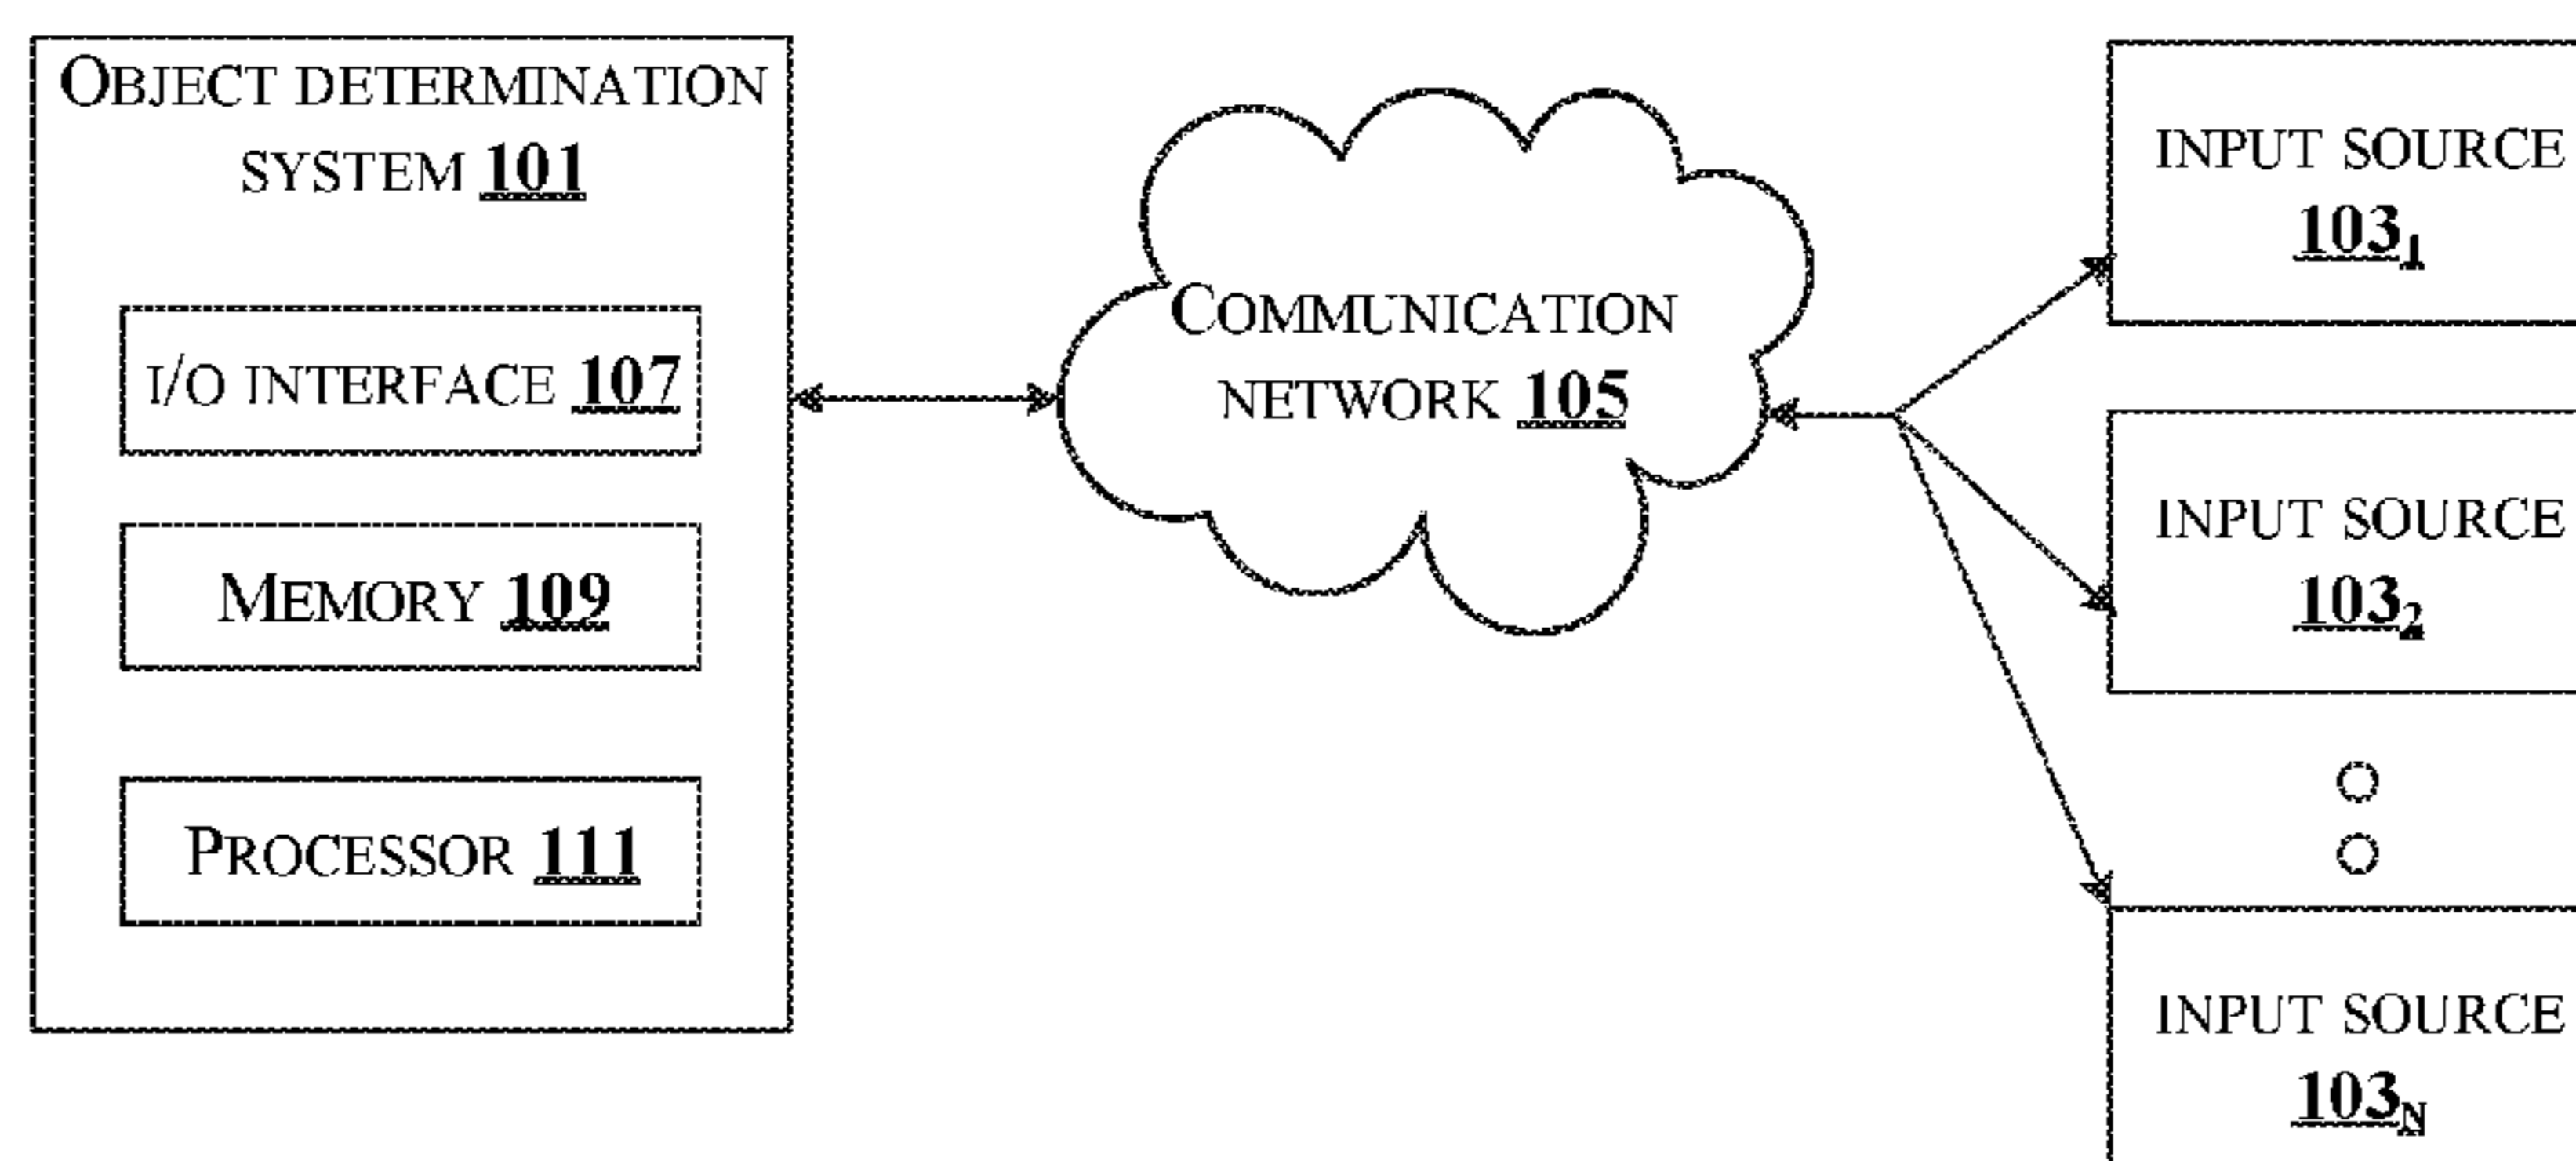 OBJECT DETERMINATION
SYSTEM 101
I/O INTERFACE 107
MEMORY 109
PROCESSOR 111
COMMUNICATION
NETWORK 105
INPUT SOURCE
103₁
INPUT SOURCE
103₂
INPUT SOURCE
103N